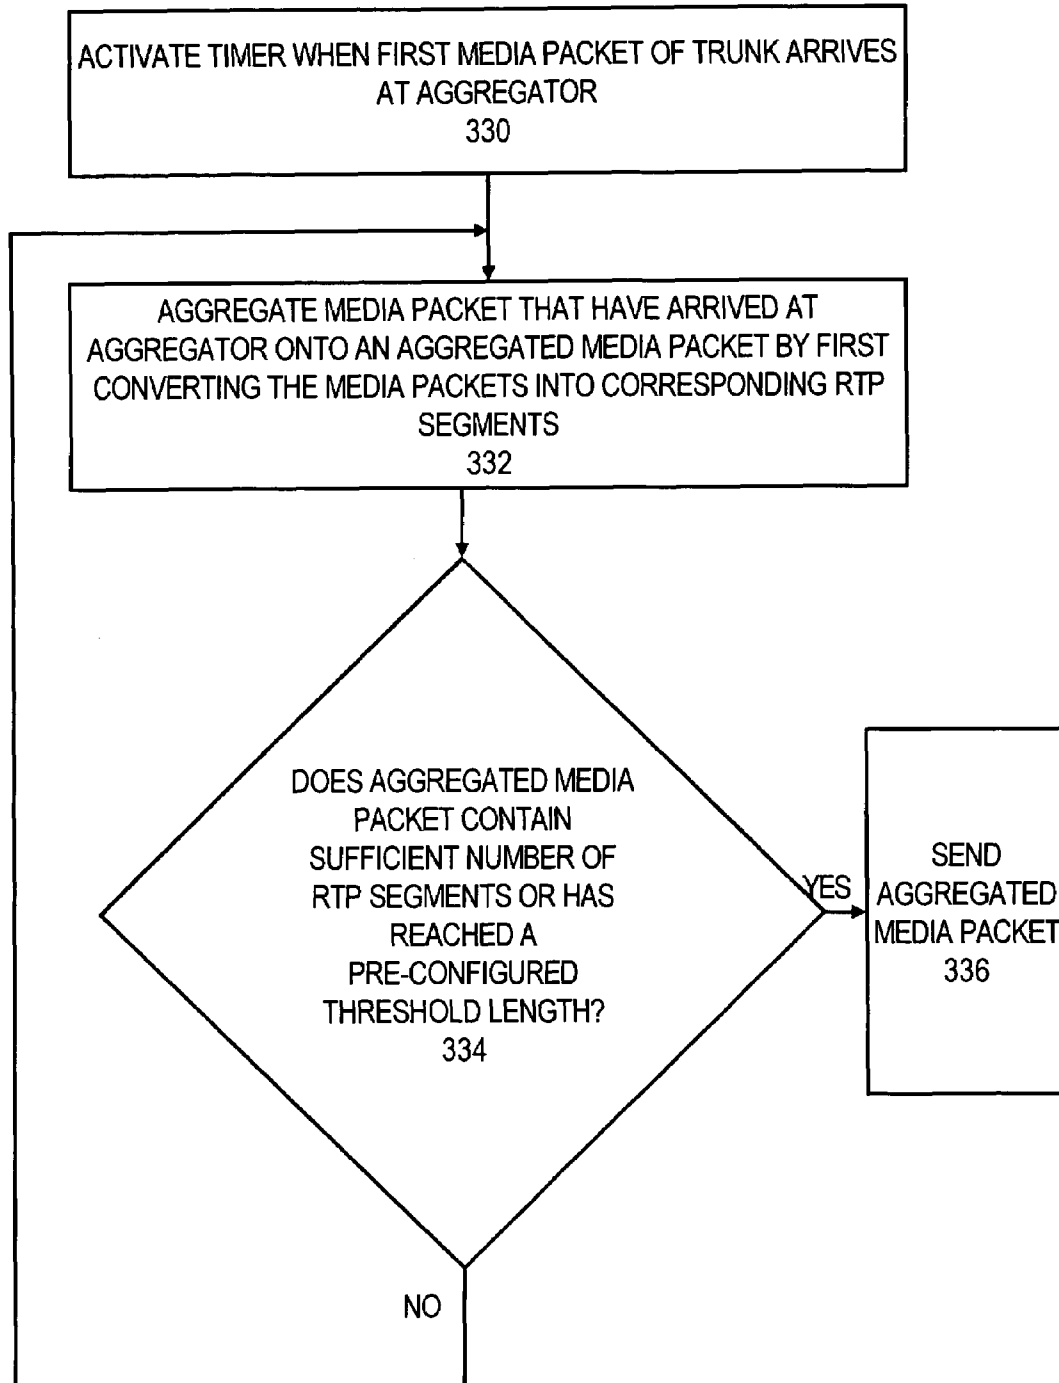 ACTIVATE TIMER WHEN FIRST MEDIA PACKET OF TRUNK ARRIVES
AT AGGREGATOR
330
AGGREGATE MEDIA PACKET THAT HAVE ARRIVED AT
AGGREGATOR ONTO AN AGGREGATED MEDIA PACKET BY FIRST
CONVERTING THE MEDIA PACKETS INTO CORRESPONDING RTP
SEGMENTS
332
DOES AGGREGATED MEDIA
PACKET CONTAIN
SUFFICIENT NUMBER OF
RTP SEGMENTS OR HAS
REACHED A
PRE-CONFIGURED
THRESHOLD LENGTH?
334
YES
SEND
AGGREGATED
MEDIA PACKET
336
NO